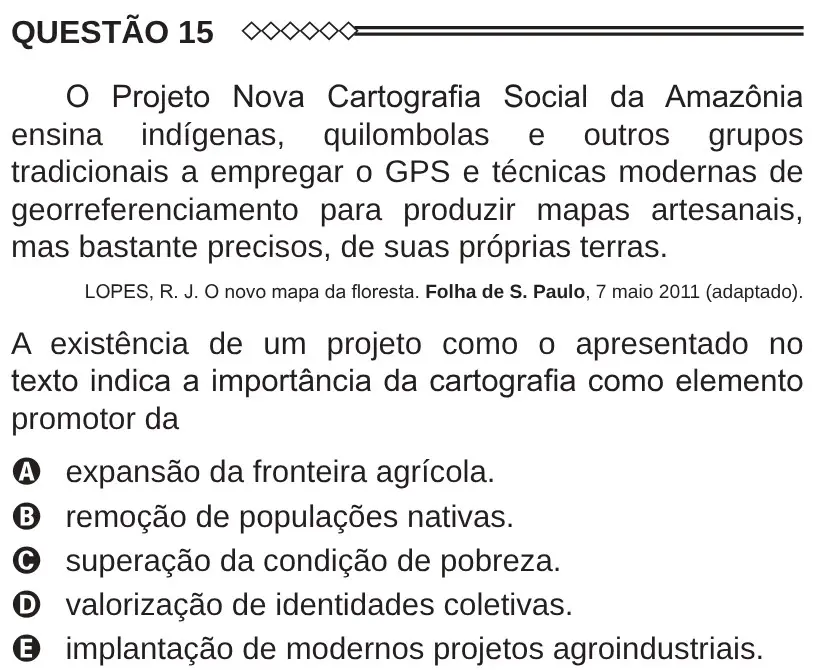 QUESTÃO 15
O Projeto Nova Cartografia Social da Amazônia
ensina indígenas, quilombolas e outros grupos
tradicionais a empregar o GPS e técnicas modernas de
georreferenciamento para produzir mapas artesanais,
mas bastante precisos, de suas próprias terras.
LOPES, R. J. O novo mapa da floresta. Folha de S. Paulo, 7 maio 2011 (adaptado).
A existência de um projeto como o apresentado no
texto indica a importância da cartografia como elemento
promotor da
A expansão da fronteira agrícola.
B remoção de populações nativas.
C superação da condição de pobreza.
D valorização de identidades coletivas.
E implantação de modernos projetos agroindustriais.